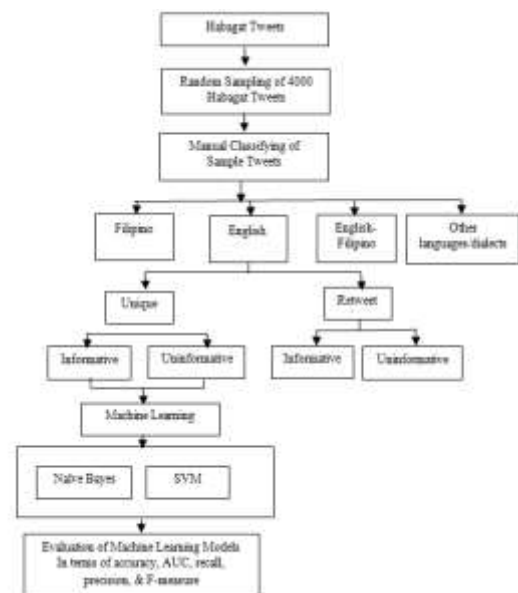 Habagat Tweets
Random Sampling of 4000
Habagat Tweets
Manual Classifying of
Sample Tweets
Filipino
English
English-
Filipino
Other
languages/dialects
Unique
Retweet
Informative
Uninformative
Informative
Uninformative
Machine Learning
Naïve Bayes
SVM
Evaluation of Machine Learning Models
In terms of accuracy, AUC, recall,
precision, & F-measure